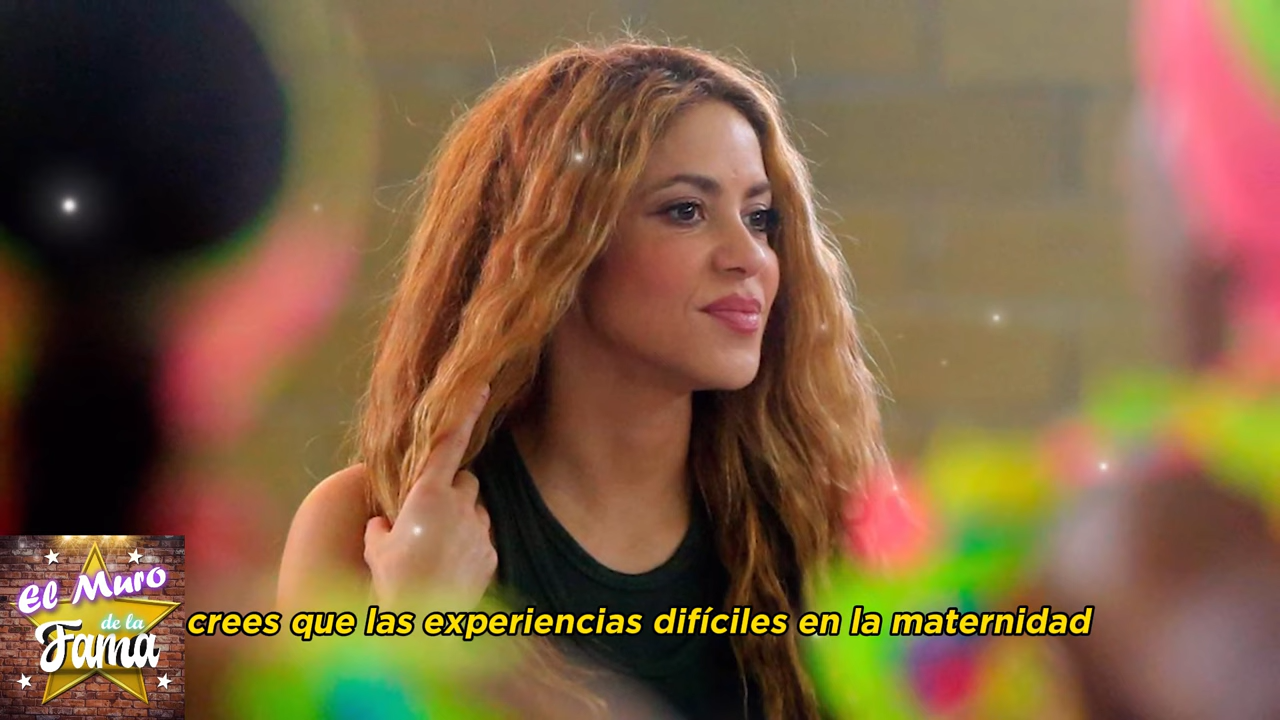 El Muro
de la
Fama
crees que las experiencias difíciles en la maternidad